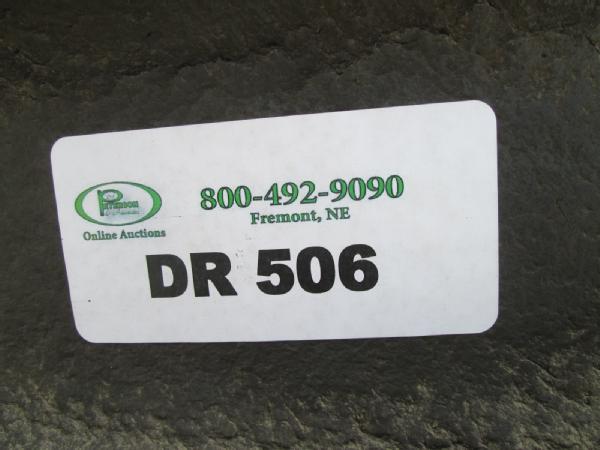 800-492-9090
Fremont, NE
Online Auctions
DR 506